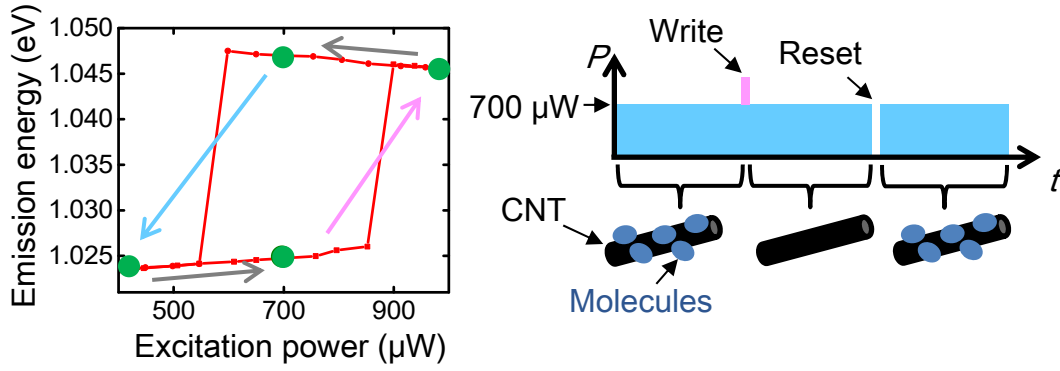 Emission energy (eV)
1.050
1.045
1.040
1.035
1.030
1.025
500
700
900
Excitation power (µW)
Write
Reset
P
700 µW
t
CNT
Molecules